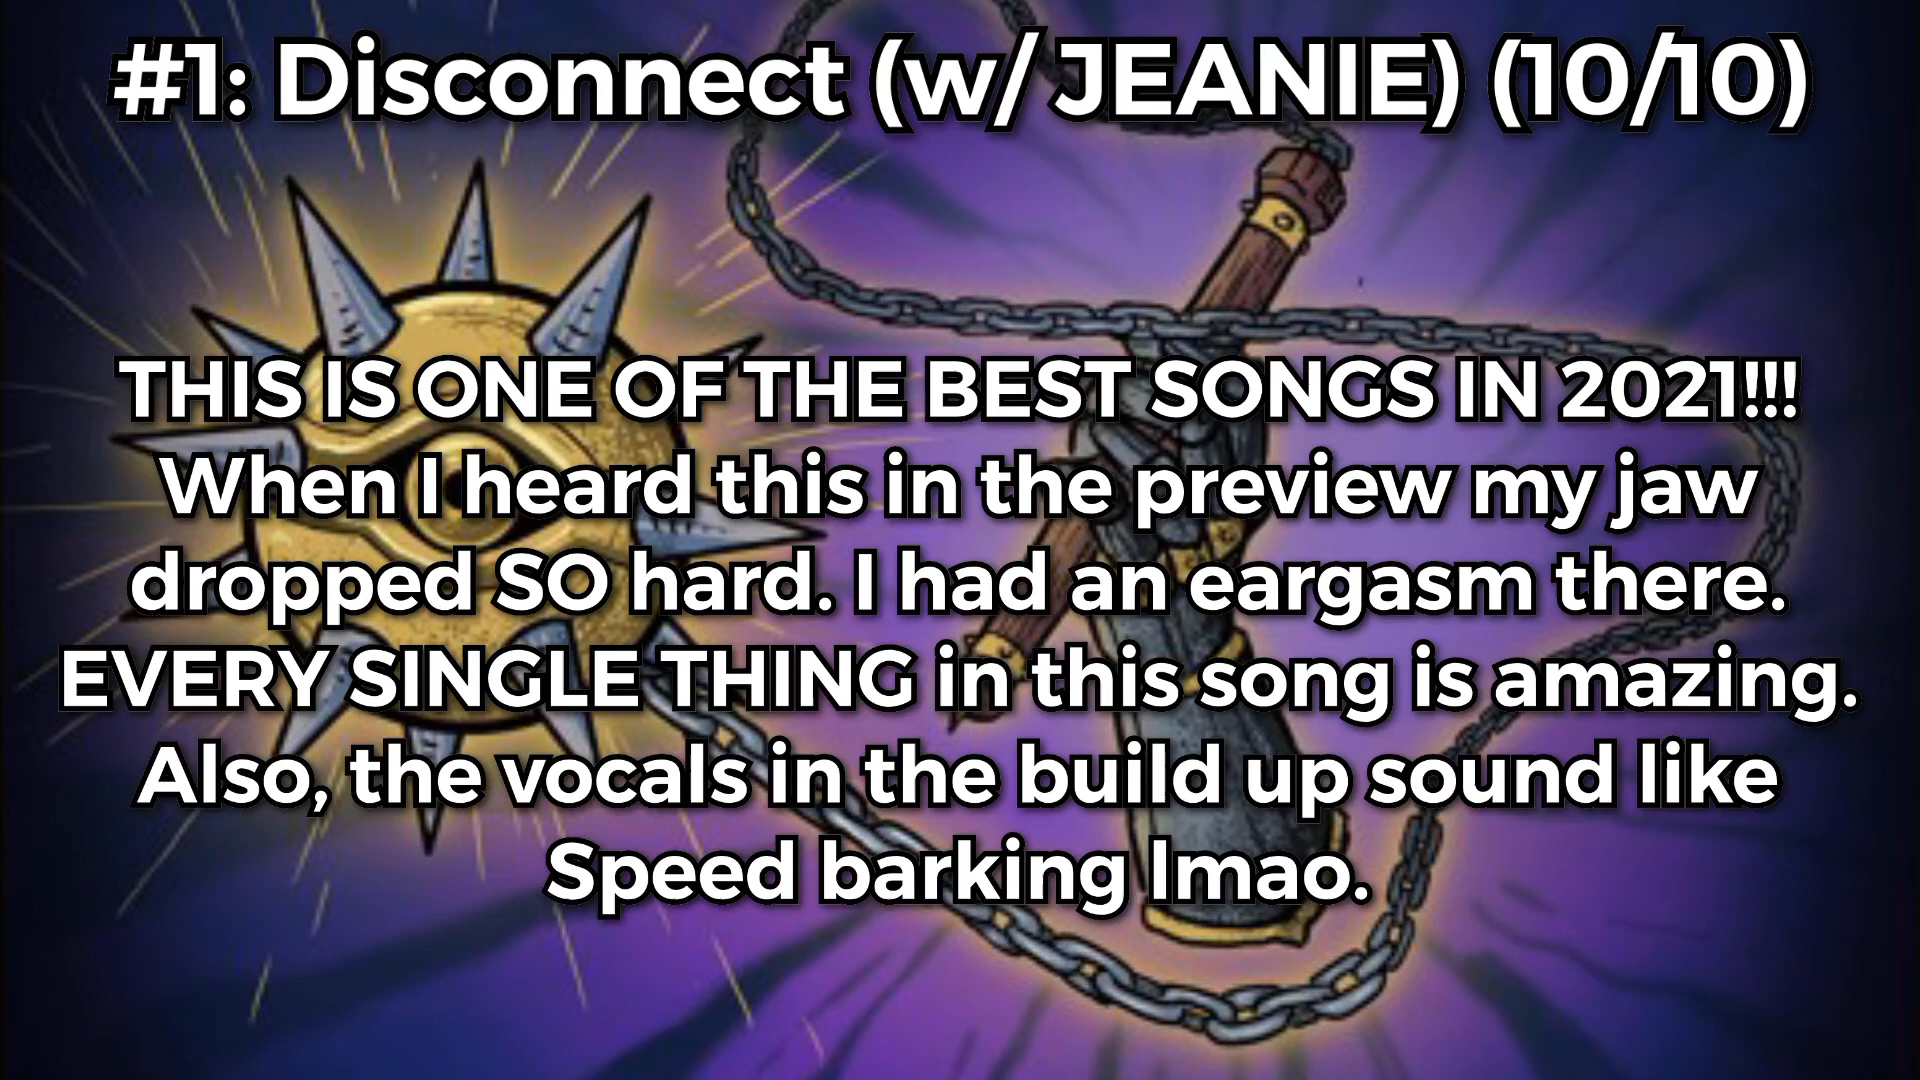 #1: Disconnect (w/ JEANIE) (10/10)
THIS IS ONE OF THE BEST SONGS IN 2021!!!
When I heard this in the preview my jaw
dropped SO hard. I had an eargasm there.
EVERY SINGLE THING in this song is amazing.
Also, the vocals in the build up sound like
Speed barking lmao.